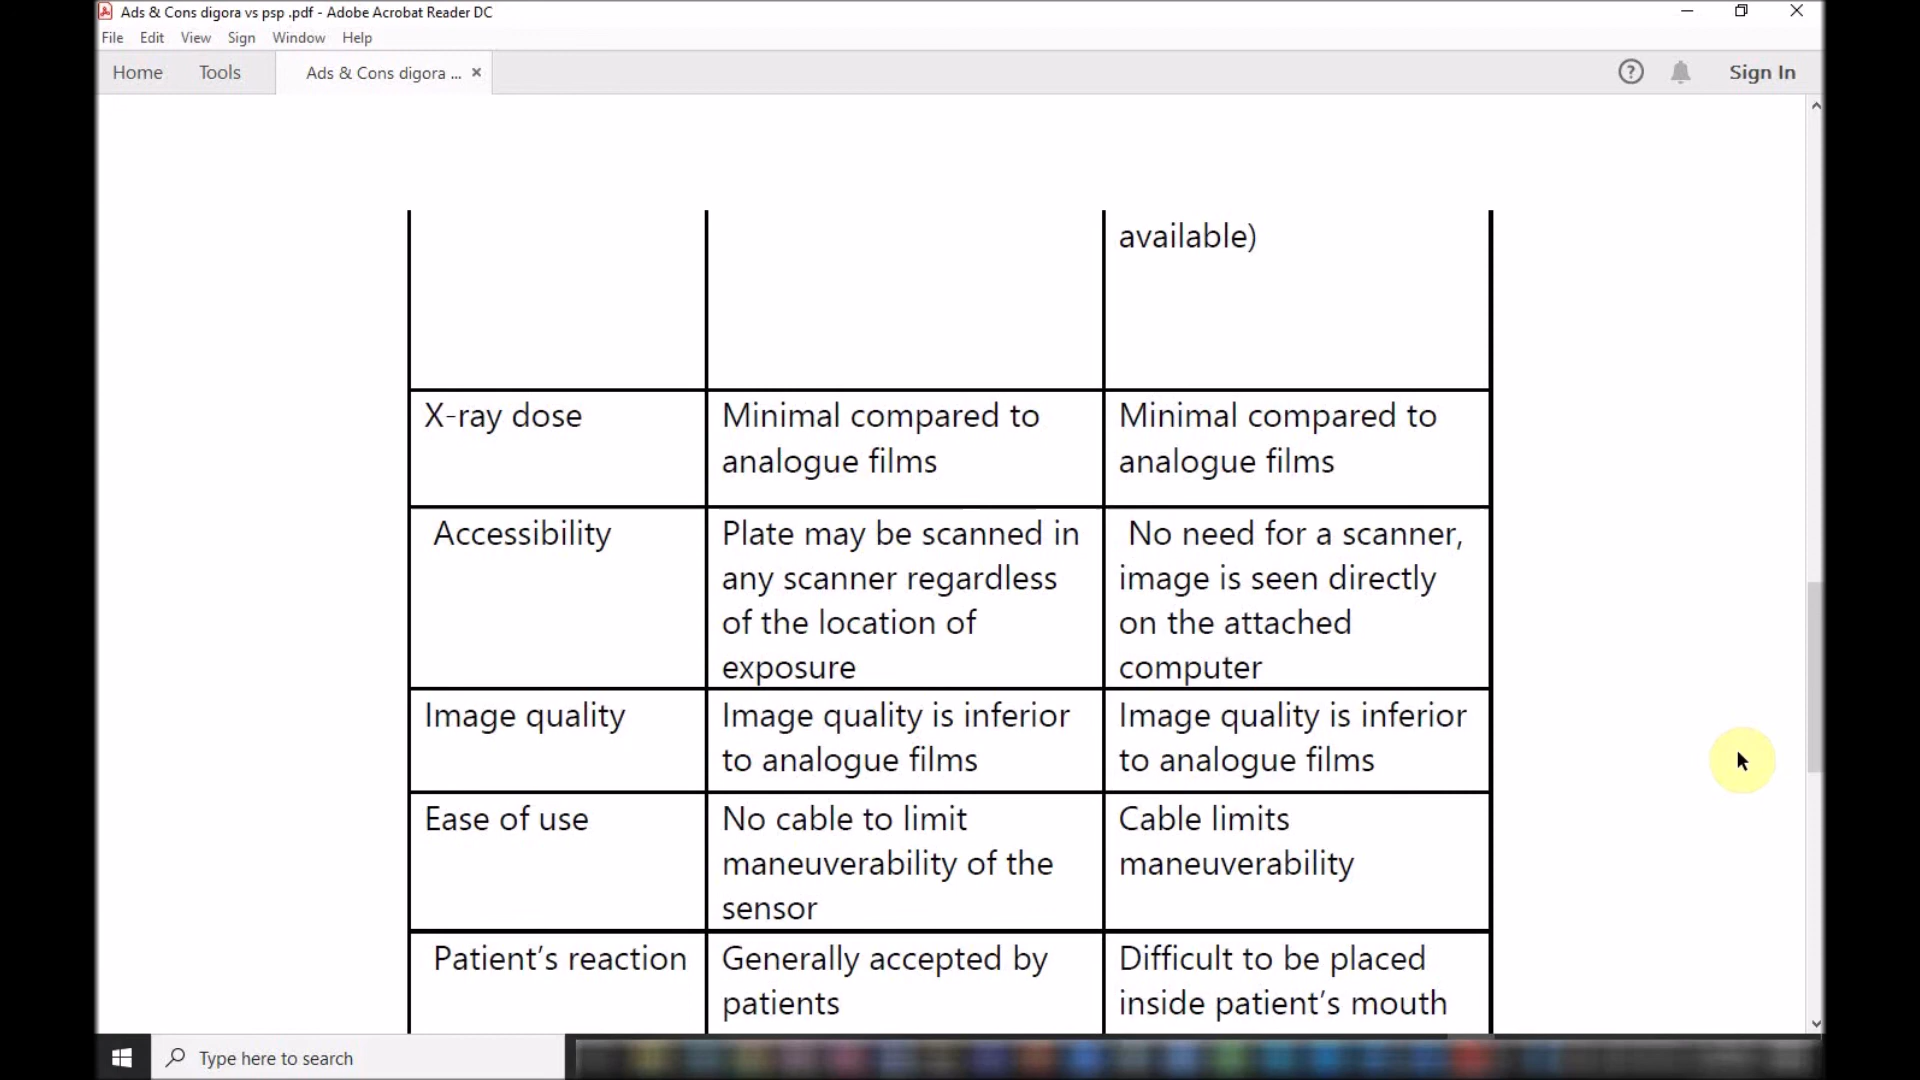 Ads & Cons digora vs psp .pdf - Adobe Acrobat Reader DC
File Edit View Sign Window Help
Home Tools Ads & Cons digora ... × Sign In
available)
X-ray dose
Minimal compared to
analogue films
Minimal compared to
analogue films
Accessibility
Plate may be scanned in
any scanner regardless
of the location of
exposure
No need for a scanner,
image is seen directly
on the attached
computer
Image quality
Image quality is inferior
to analogue films
Image quality is inferior
to analogue films
Ease of use
No cable to limit
maneuverability of the
sensor
Cable limits
maneuverability
Patient’s reaction
Generally accepted by
patients
Difficult to be placed
inside patient’s mouth
Type here to search